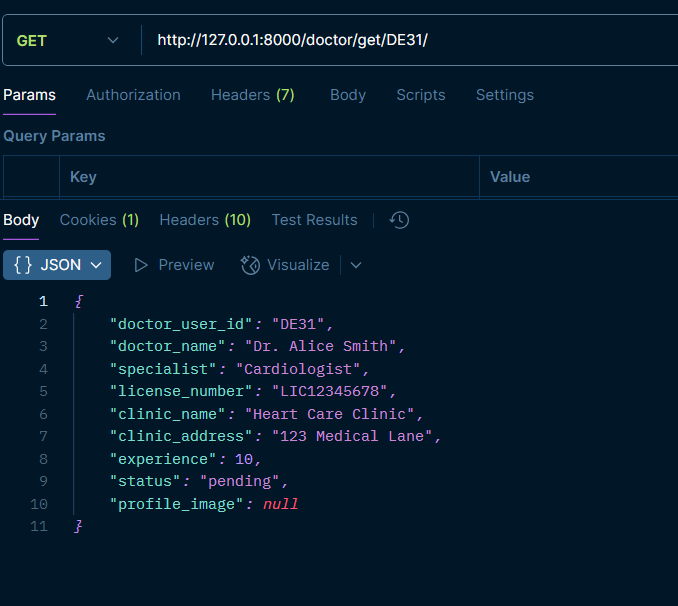 GET http://127.0.0.1:8000/doctor/get/DE31/
Params Authorization Headers (7) Body Scripts Settings
Query Params
Key Value
Body Cookies (1) Headers (10) Test Results
{} JSON Preview Visualize
1 {
2 "doctor_user_id": "DE31",
3 "doctor_name": "Dr. Alice Smith",
4 "specialist": "Cardiologist",
5 "license_number": "LIC12345678",
6 "clinic_name": "Heart Care Clinic",
7 "clinic_address": "123 Medical Lane",
8 "experience": 10,
9 "status": "pending",
10 "profile_image": null
11 }